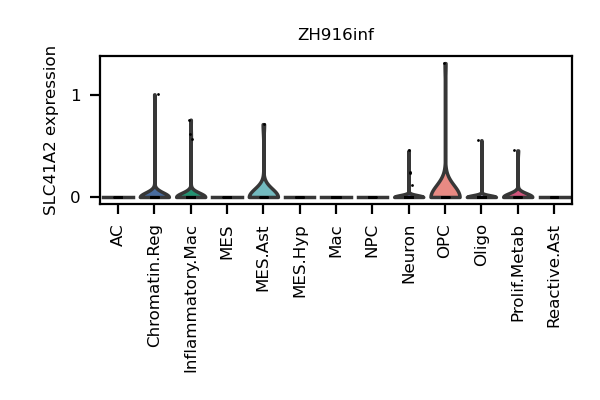 ZH916inf
SLC41A2 expression
1
0
AC
Chromatin.Reg
Inflammatory.Mac
MES
MES.Ast
MES.Hyp
Mac
NPC
Neuron
OPC
Oligo
Prolif.Metab
Reactive.Ast